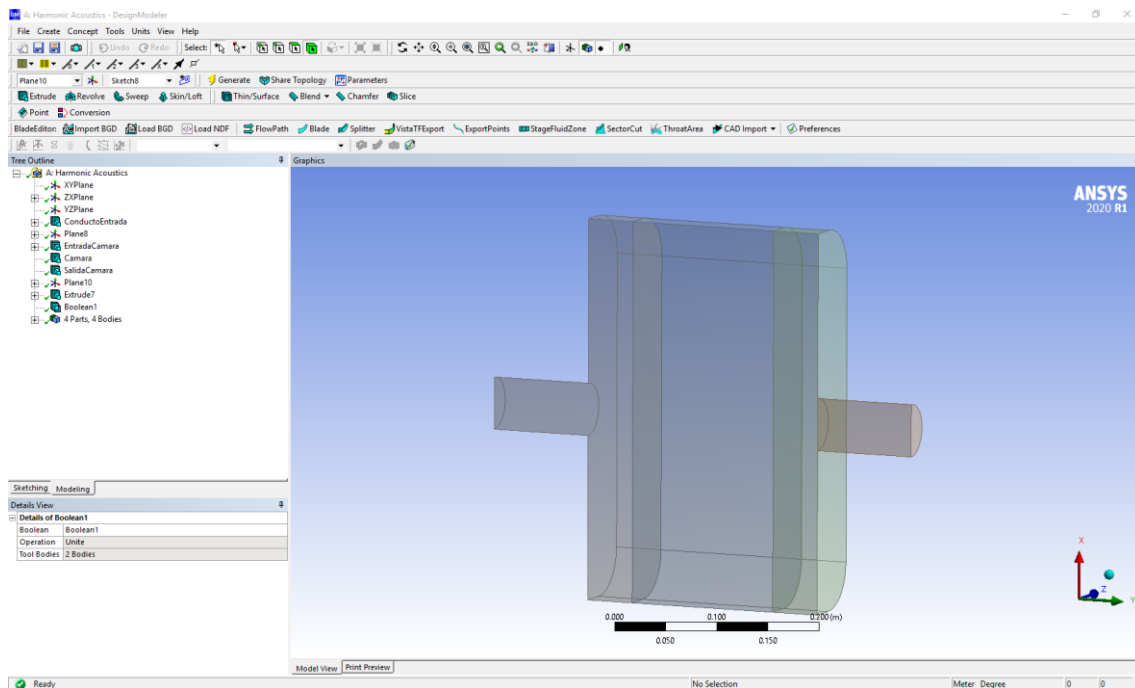 A: Harmonic Acoustics - DesignModeler
File Create Concept Tools Units View Help
Undo Redo Select:
Plane10 Sketch8 Generate Share Topology Parameters
Extrude Revolve Sweep Skin/Loft Thin/Surface Blend Chamfer Slice
Point Conversion
BladeEditor: Import BGD Load BGD Load NDF FlowPath Blade Splitter VistaTFExport ExportPoints StageFluidZone SectorCut ThroatArea CAD Import Preferences
Tree Outline
Graphics
A: Harmonic Acoustics
XYPlane
ZXPlane
YZPlane
ConductoEntrada
Plane8
EntradaCamara
Camara
SalidaCamara
Plane10
Extrude7
Boolean1
4 Parts, 4 Bodies
Sketching Modeling
Details View
Details of Boolean1
Boolean Boolean1
Operation Unite
Tool Bodies 2 Bodies
ANSYS
2020 R1
0.000 0.100 0.200 (m)
0.050 0.150
X
Z
Y
Model View Print Preview
Ready No Selection Meter Degree 0 0